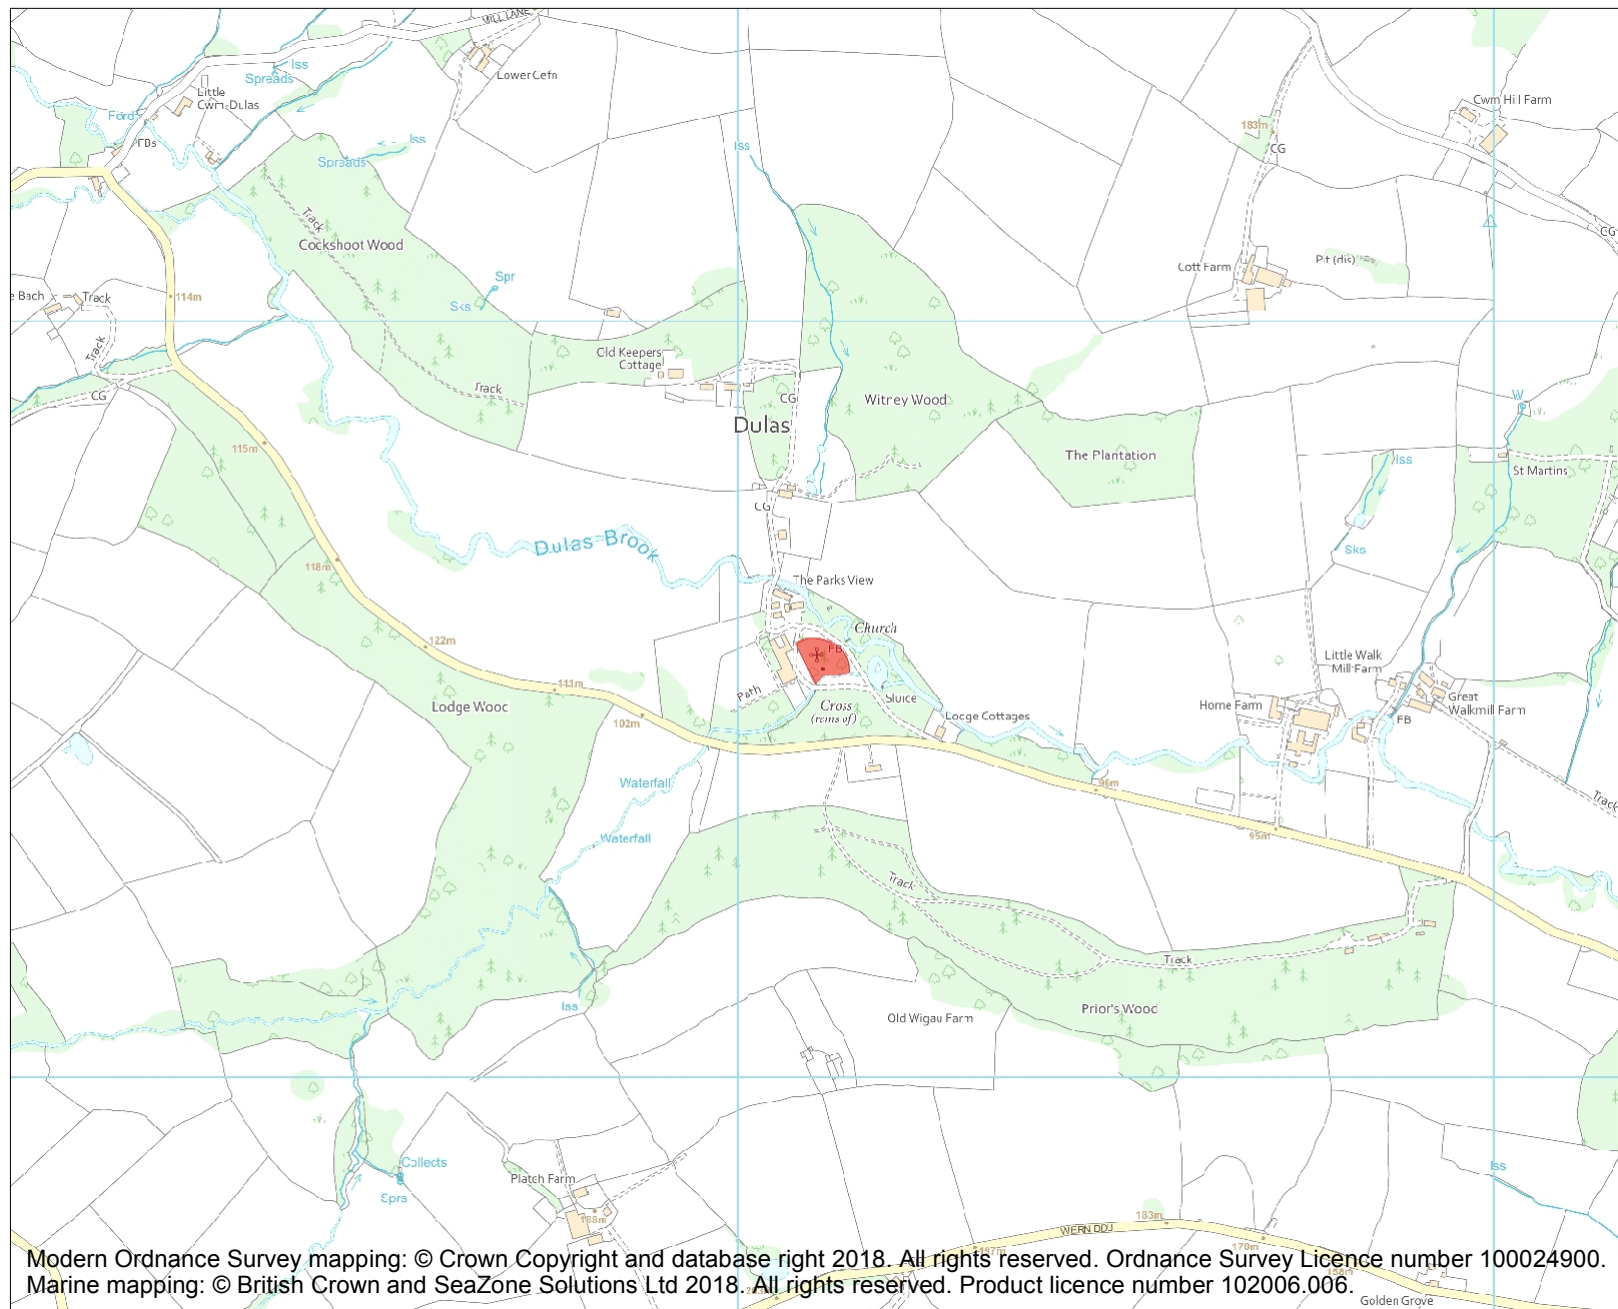 MILL LANE
Lower Cefn
Iss
Spreads
Little
Cwm-Dulas
Ford
FBs
Iss
Spreads
Iss
Cwm Hill Farm
183m
CG
CG
Track
Cockshoot Wood
Spr
Sks
Cott Farm
Pit (dis)
e Bach
Track
114m
Track
CG
Old Keepers
Cottage
Track
CG
Witrey Wood
Dulas
W
115m
The Plantation
Iss
St Martins
CG
Sks
Dulas Brook
118m
The Parks View
Church
FB
122m
Little Walk
Mill Farm
111m
Path
Lodge Wood
Cross
(rems of)
Sluice
Home Farm
Great
Walkmill Farm
FB
102m
Lodge Cottages
Waterfall
96m
Track
Waterfall
95m
Track
Track
Iss
Old Wigau Farm
Prior's Wood
Collects
Sprs
Platch Farm
Iss
188m
183m
WERN DDU
197m
170m
158m
Modern Ordnance Survey mapping: © Crown Copyright and database right 2018. All rights reserved. Ordnance Survey Licence number 100024900.
Marine mapping: © British Crown and SeaZone Solutions Ltd 2018. All rights reserved. Product licence number 102006.006.
Golden Grove